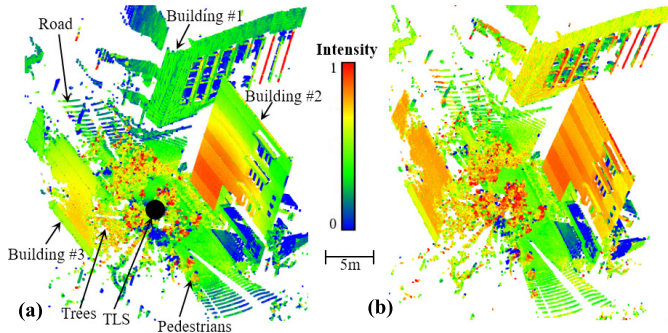 Road
Building #1
Intensity
1
Building #2
0
Building #3
5m
(a)
Trees
TLS
Pedestrians
(b)